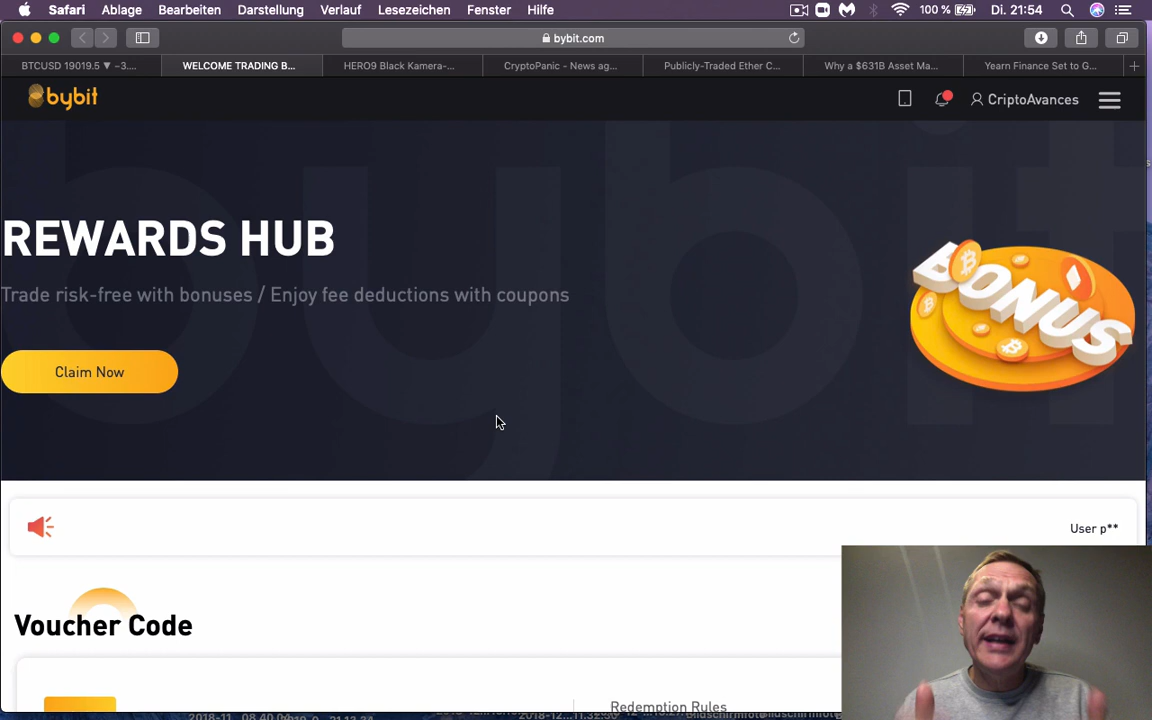 Safari Ablage Bearbeiten Darstellung Verlauf Lesezeichen Fenster Hilfe 100 % Di. 21:54
bybit.com
BTCUSD 19019.5 ▼ −3.... WELCOME TRADING B... HERO9 Black Kamera-... CryptoPanic - News ag... Publicly-Traded Ether C... Why a $631B Asset Ma... Yearn Finance Set to G...
bybit CriptoAvances
REWARDS HUB
Trade risk-free with bonuses / Enjoy fee deductions with coupons
BONUS
Claim Now
User p**
Voucher Code
Redemption Rules